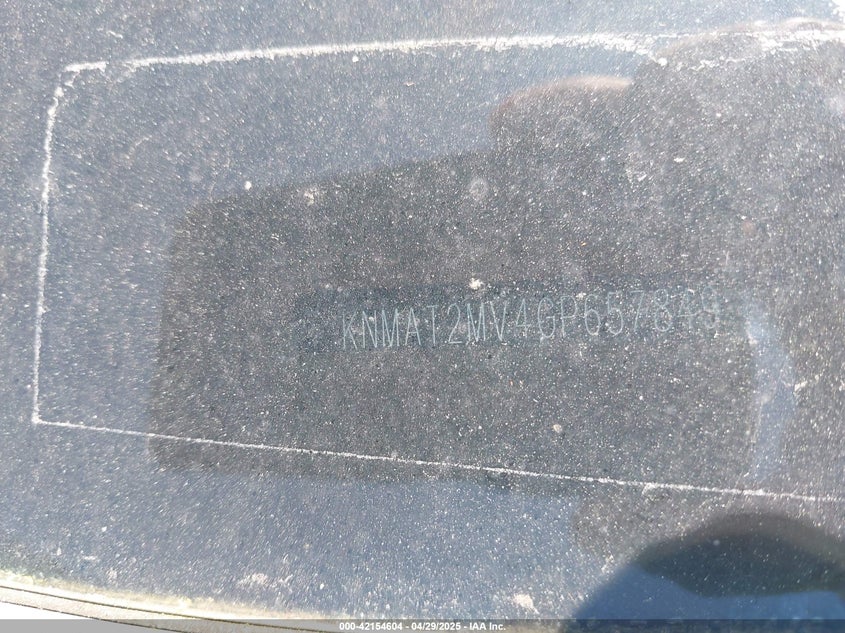 KNMAT2MV4GP657849
000-42154604 - 04/29/2025 - IAA Inc.